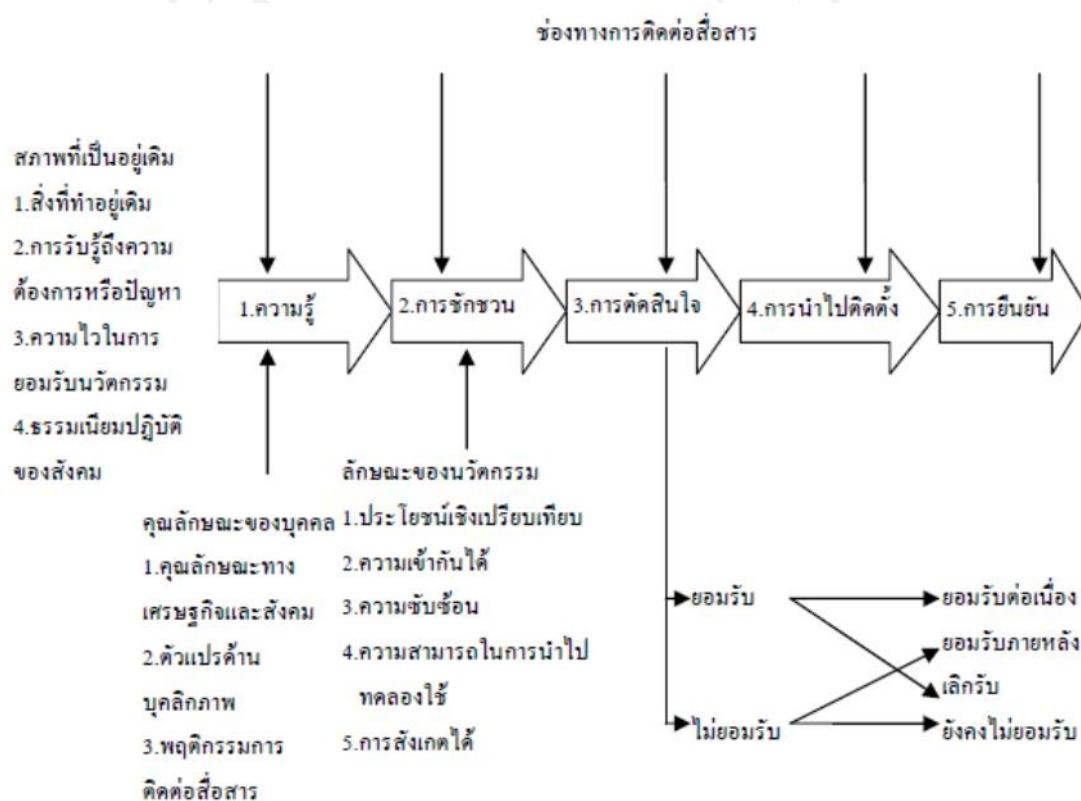 ช่องทางการติดต่อสื่อสาร
สภาพที่เป็นอยู่เดิม
1.สิ่งที่ทำอยู่เดิม
2.การรับรู้ถึงความ
ต้องการหรือปัญหา
3.ความไวในการ
ยอมรับนวัตกรรม
4.ธรรมเนียมปฏิบัติ
ของสังคม
1.ความรู้
2.การชักชวน
3.การตัดสินใจ
4.การนำไปติดตั้ง
5.การยืนยัน
คุณลักษณะของบุคคล
1.คุณลักษณะทาง
เศรษฐกิจและสังคม
2.ตัวแปรด้าน
บุคลิกภาพ
3.พฤติกรรมการ
ติดต่อสื่อสาร
ลักษณะของนวัตกรรม
1.ประโยชน์เชิงเปรียบเทียบ
2.ความเข้ากันได้
3.ความซับซ้อน
4.ความสามารถในการนำไป
ทดลองใช้
5.การสังเกตได้
ยอมรับ
ไม่ยอมรับ
ยอมรับต่อเนื่อง
ยอมรับภายหลัง
เลิกรับ
ยังคงไม่ยอมรับ